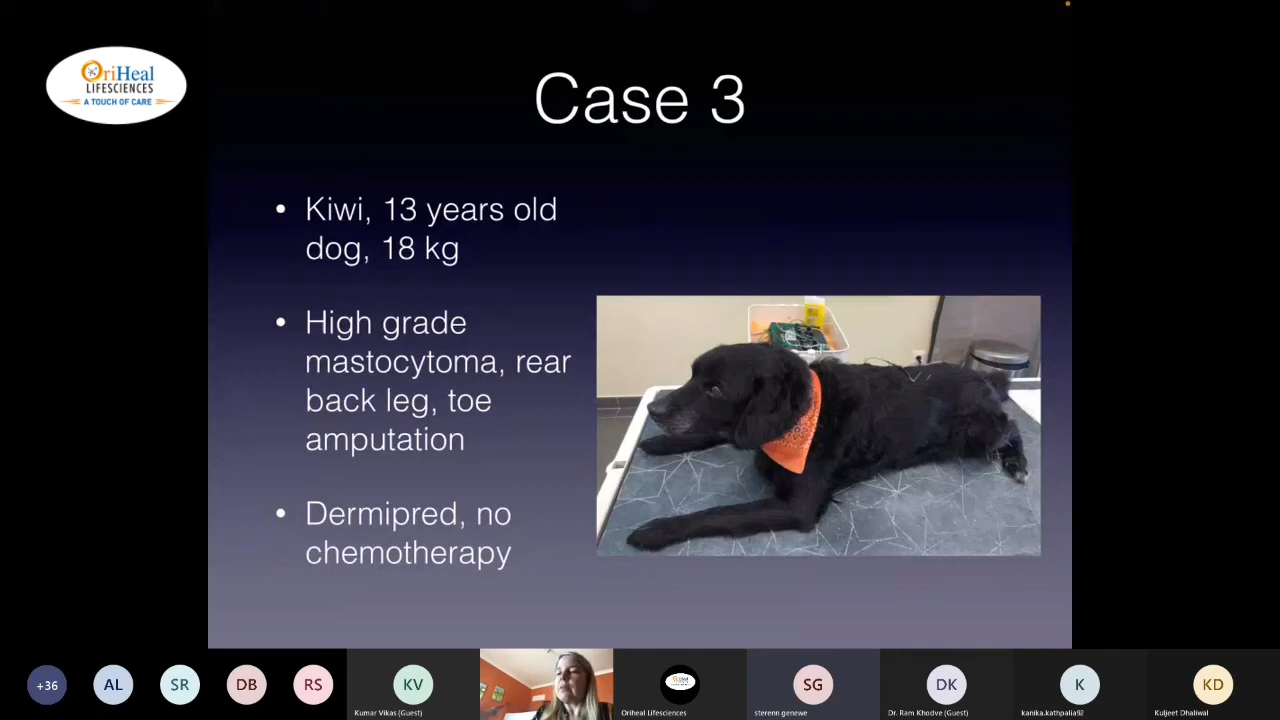 OriHeal
LIFESCIENCES
A TOUCH OF CARE
Case 3
• Kiwi, 13 years old
dog, 18 kg
• High grade
mastocytoma, rear
back leg, toe
amputation
• Dermipred, no
chemotherapy
+36
AL
SR
DB
RS
KV
Kumar Vikas (Guest)
Oriheal Lifesciences
SG
sterenn genewe
DK
Dr. Ram Khodve (Guest)
K
kanika.kathpalia92
KD
Kuljeet Dhaliwal